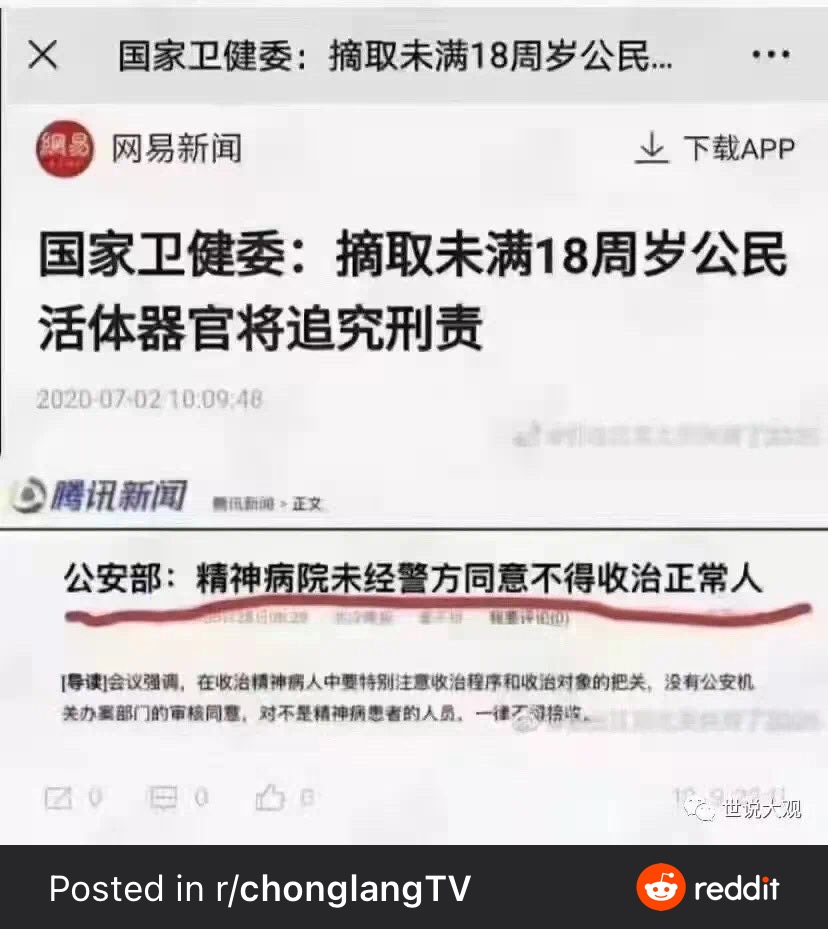 国家卫健委：摘取未满18周岁公民...
網易 网易新闻 下载APP
国家卫健委：摘取未满18周岁公民
活体器官将追究刑责
2020-07-02 10:09:48
腾讯新闻 腾讯新闻 > 正文
公安部：精神病院未经警方同意不得收治正常人
我要评论(0)
[导读]会议强调，在收治精神病人中要特别注意收治程序和收治对象的把关，没有公安机
关办案部门的审核同意，对不是精神病患者的人员，一律不得接收。
0 0 0
世说大观
Posted in r/chonglangTV reddit